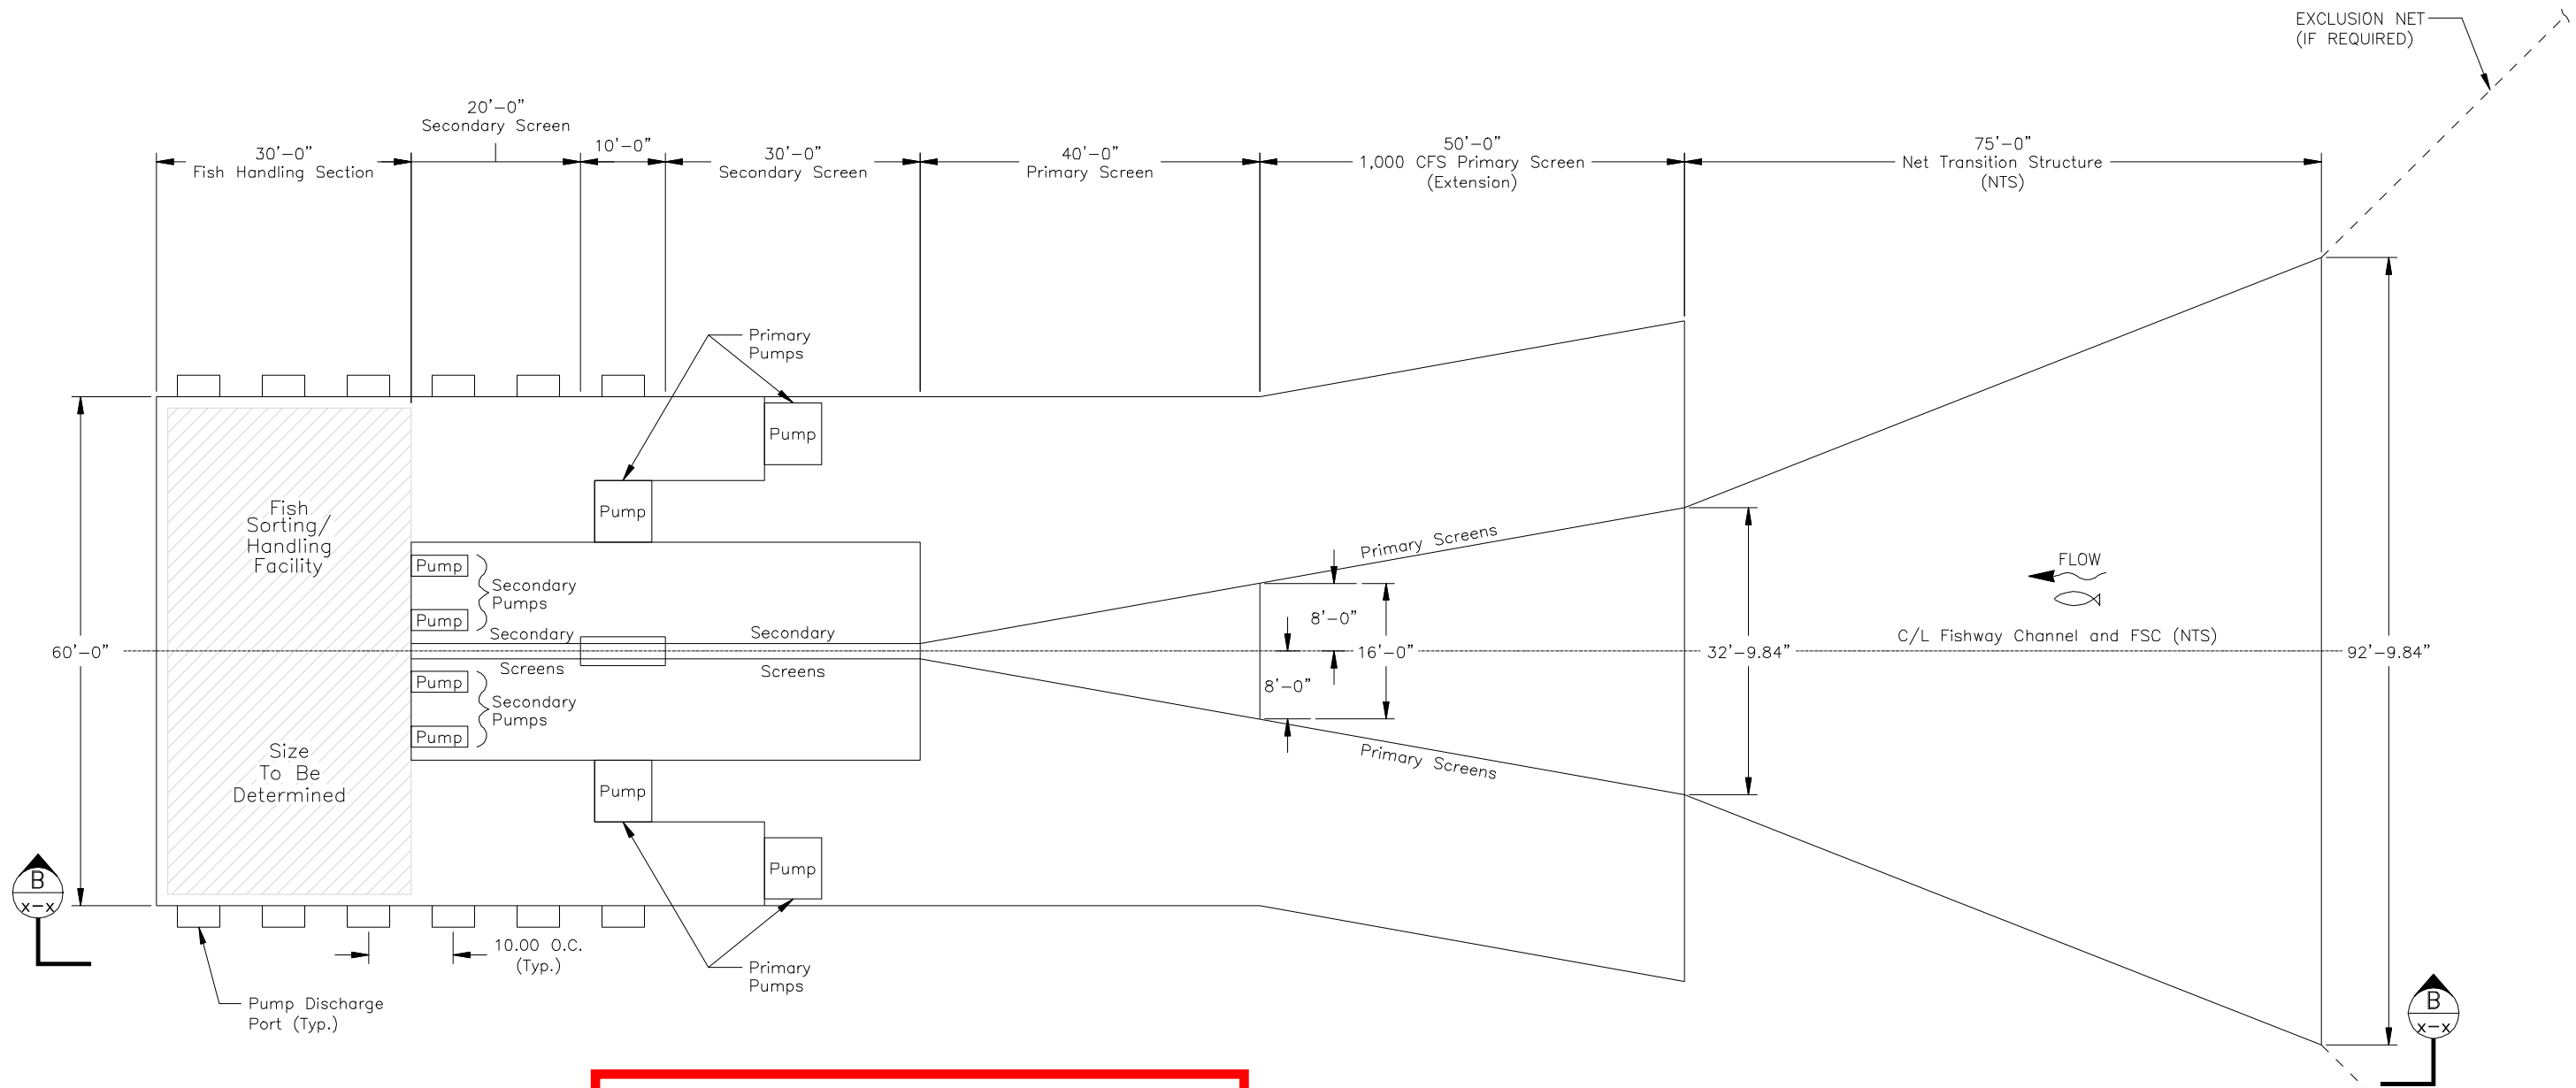 EXCLUSION NET
(IF REQUIRED)
20'-0"
Secondary Screen
30'-0"
Fish Handling Section
10'-0"
30'-0"
Secondary Screen
40'-0"
Primary Screen
50'-0"
1,000 CFS Primary Screen
(Extension)
75'-0"
Net Transition Structure
(NTS)
Primary
Pumps
Pump
Pump
Fish
Sorting/
Handling
Facility
Pump
Secondary
Pumps
Pump
Secondary
Screens
Secondary
Screens
Primary Screens
8'-0"
16'-0"
8'-0"
32'-9.84"
FLOW
C/L Fishway Channel and FSC (NTS)
92'-9.84"
60'-0"
Pump
Secondary
Pumps
Pump
Size
To Be
Determined
Primary Screens
Pump
Pump
B
x-x
10.00 O.C.
(Typ.)
Primary
Pumps
Pump Discharge
Port (Typ.)
B
x-x